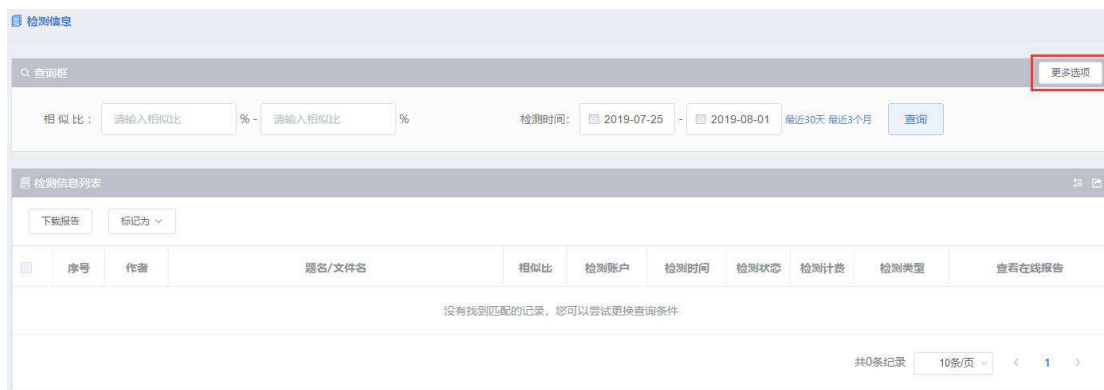 检测信息
查询框 更多选项
相似比： 请输入相似比 % - 请输入相似比 % 检测时间： 2019-07-25 - 2019-08-01 最近30天 最近3个月 查询
检测信息列表
下载报告 标记为
序号 作者 题名/文件名 相似比 检测账户 检测时间 检测状态 检测计费 检测类型 查看在线报告
没有找到匹配的记录，您可以尝试更换查询条件
共0条纪录 10条/页 < 1 >